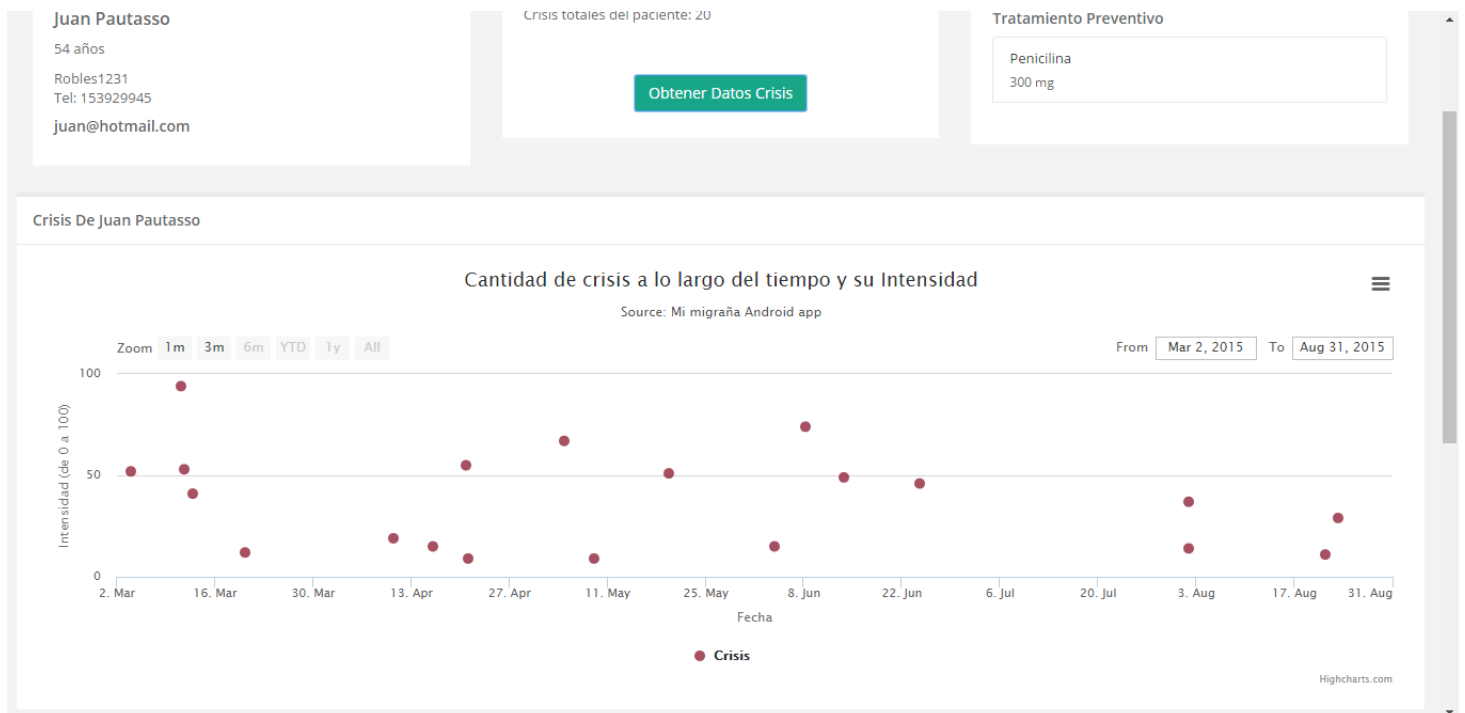 Juan Pautasso
54 años
Robles1231
Tel: 153929945
juan@hotmail.com
Crisis totales del paciente: 20
Obtener Datos Crisis
Tratamiento Preventivo
Penicilina
300 mg
Crisis De Juan Pautasso
Cantidad de crisis a lo largo del tiempo y su Intensidad
Source: Mi migraña Android app
Zoom 1m 3m 6m YTD 1y All
From Mar 2, 2015 To Aug 31, 2015
Intensidad (de 0 a 100)
100
50
0
2. Mar 16. Mar 30. Mar 13. Apr 27. Apr 11. May 25. May 8. Jun 22. Jun 6. Jul 20. Jul 3. Aug 17. Aug 31. Aug
Fecha
Crisis
Highcharts.com